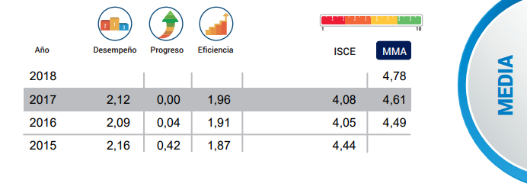 1 10
Año Desempeño Progreso Eficiencia ISCE MMA
2018 4,78
2017 2,12 0,00 1,96 4,08 4,61
2016 2,09 0,04 1,91 4,05 4,49
2015 2,16 0,42 1,87 4,44
MEDIA